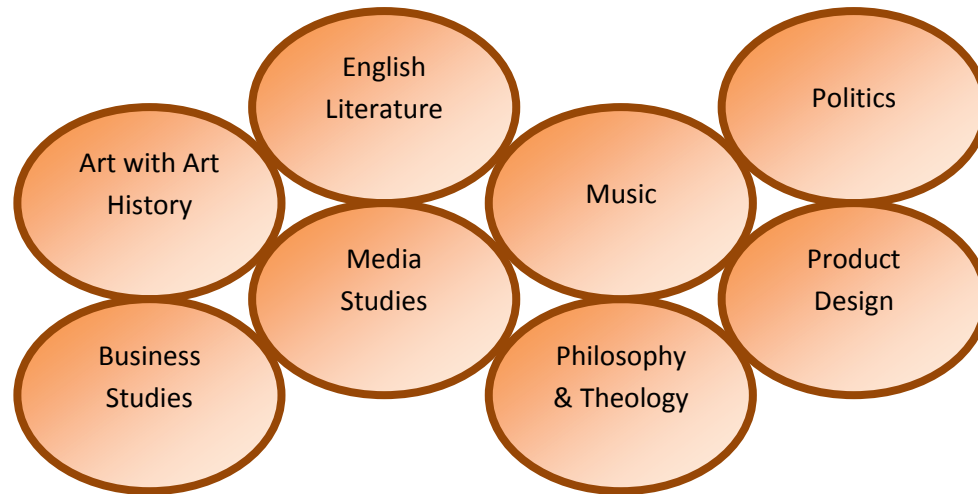 English
Literature
Politics
Art with Art
History
Music
Media
Studies
Product
Design
Business
Studies
Philosophy
& Theology